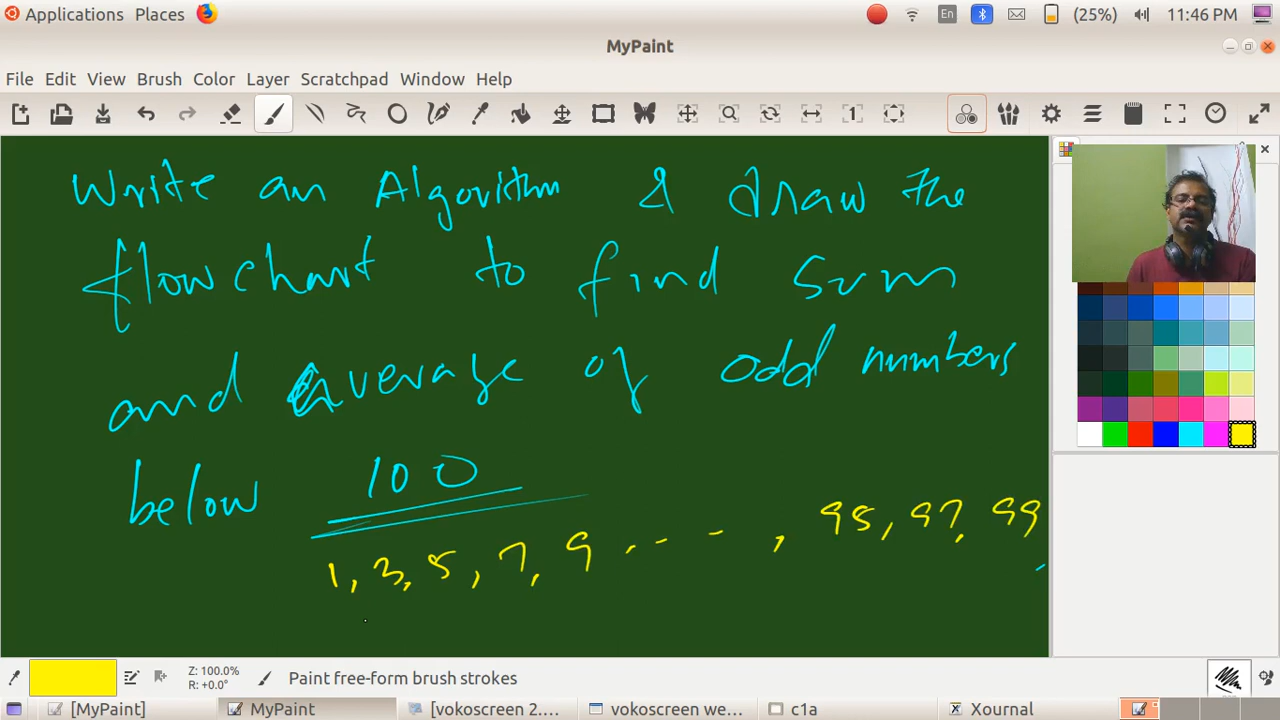 Applications Places En (25%) 11:46 PM
MyPaint
File Edit View Brush Color Layer Scratchpad Window Help
Write an Algorithm & draw the
flowchart to find sum
and average of odd numbers
below 100
1, 3, 5, 7, 9 . - - , 95, 97, 99
Z: 100.0%
R: +0.0°
Paint free-form brush strokes
[MyPaint] MyPaint [vokoscreen 2.... vokoscreen we... c1a Xournal